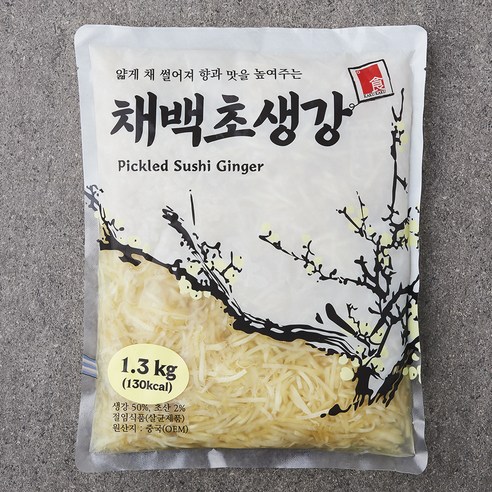 얇게 채 썰어져 향과 맛을 높여주는
食
채백초생강
Pickled Sushi Ginger
1.3 kg
(130kcal)
생강 50%, 초산 2%
절임식품(살균제품)
원산지 : 중국(OEM)